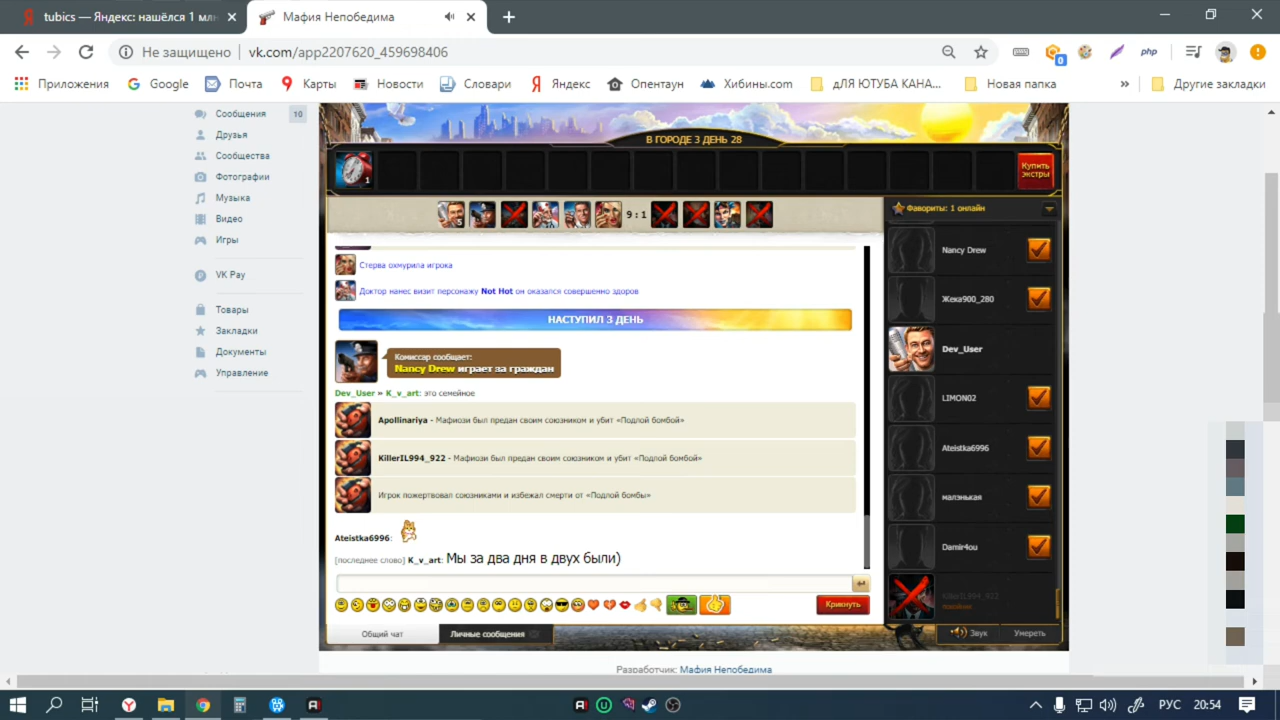 tubics — Яндекс: нашёлся 1 млн
Мафия Непобедима
Не защищено
vk.com/app2207620_459698406
0
php
Приложения
Google
Почта
Карты
Новости
Словари
Яндекс
Опентаун
Хибины.com
дЛЯ ЮТУБА КАНА...
Новая папка
»
Другие закладки
Сообщения
10
Друзья
Сообщества
Фотографии
Музыка
Видео
Игры
VK Pay
Товары
Закладки
Документы
Управление
В ГОРОДЕ 3 ДЕНЬ 28
1
Купить экстры
5
9 : 1
Фавориты: 1 онлайн
Стерва охмурила игрока
Доктор нанес визит персонажу Not Hot он оказался совершенно здоров
НАСТУПИЛ 3 ДЕНЬ
Комиссар сообщает:
Nancy Drew играет за граждан
Dev_User » K_v_art: это семейное
Apollinariya - Мафиози был предан своим союзником и убит «Подлой бомбой»
KillerIL994_922 - Мафиози был предан своим союзником и убит «Подлой бомбой»
Игрок пожертвовал союзниками и избежал смерти от «Подлой бомбы»
Ateistka6996:
[последнее слово] K_v_art: Мы за два дня в двух были)
Крикнуть
Общий чат
Личные сообщения
Nancy Drew
Жека900_280
Dev_User
LIMON02
Ateistka6996
малэнькая
Damir4ou
KillerIL994_922
покойник
Звук
Умереть
Разработчик: Мафия Непобедима
РУС
20:54